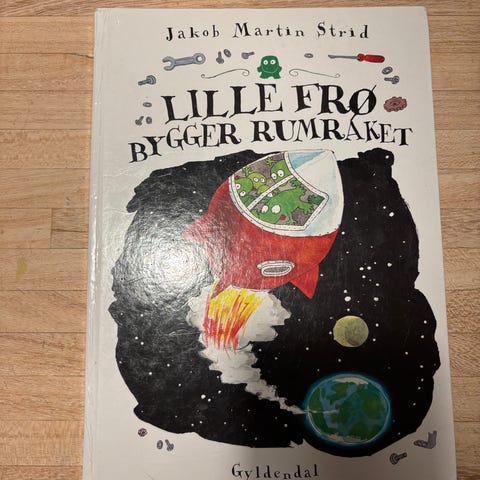 Jakob Martin Strid
LILLE FRØ
BYGGER RUMRAKET
Gyldendal